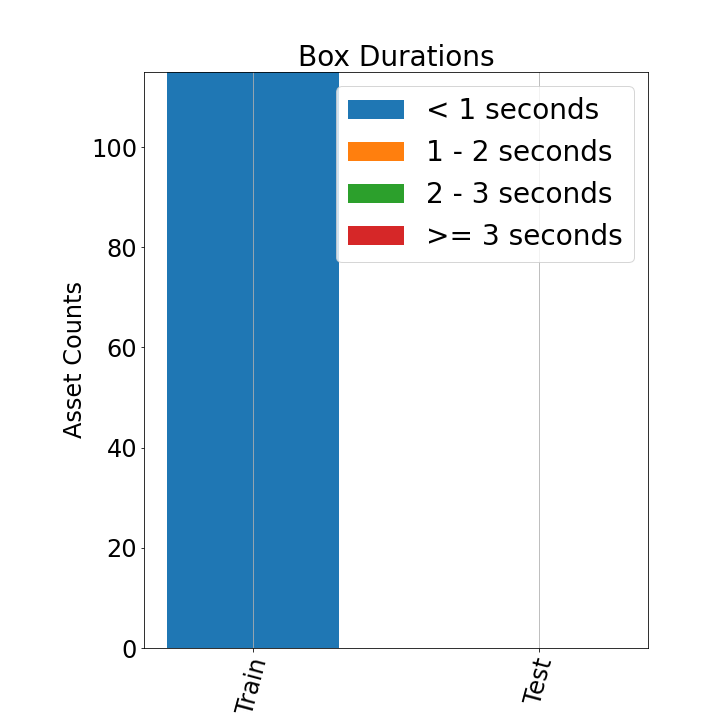 Box Durations
< 1 seconds
1 - 2 seconds
2 - 3 seconds
>= 3 seconds
Asset Counts
100
80
60
40
20
0
Train
Test